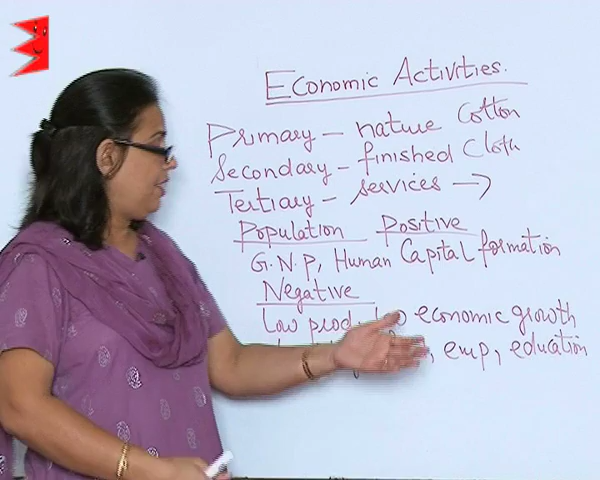 Economic Activities.
Primary – nature Cotton
Secondary – finished Cloth
Tertiary – services →
Population Positive
G.N.P, Human Capital formation
Negative
low economic growth
emp, education